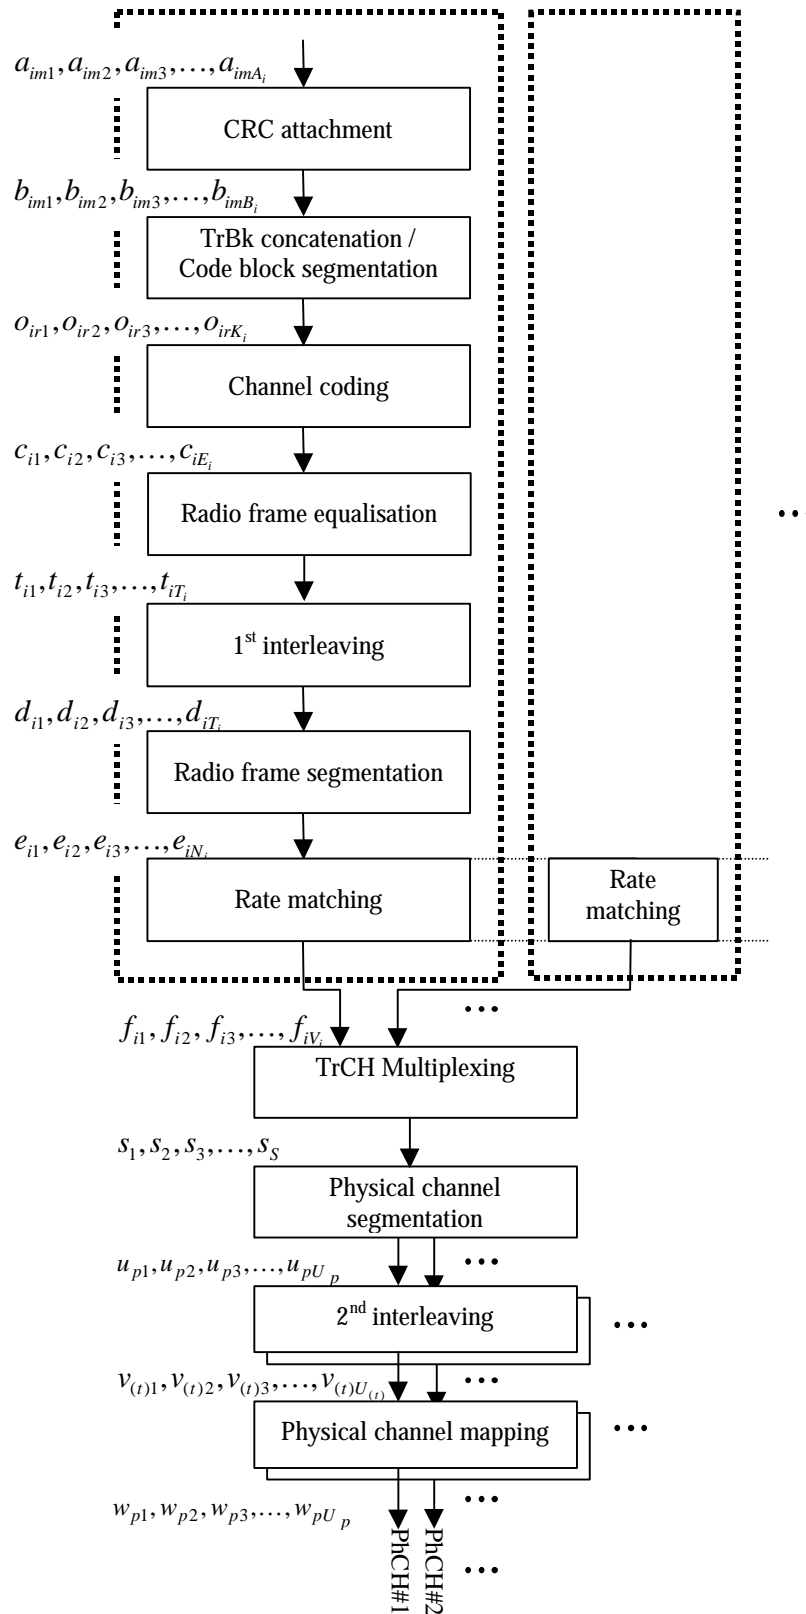 a_{im1}, a_{im2}, a_{im3}, …, a_{imA_i}
CRC attachment
b_{im1}, b_{im2}, b_{im3}, …, b_{imB_i}
TrBk concatenation /
Code block segmentation
o_{ir1}, o_{ir2}, o_{ir3}, …, o_{irK_i}
Channel coding
c_{i1}, c_{i2}, c_{i3}, …, c_{iE_i}
Radio frame equalisation
…
t_{i1}, t_{i2}, t_{i3}, …, t_{iT_i}
1^{st} interleaving
d_{i1}, d_{i2}, d_{i3}, …, d_{iT_i}
Radio frame segmentation
e_{i1}, e_{i2}, e_{i3}, …, e_{iN_i}
Rate matching
Rate
matching
…
f_{i1}, f_{i2}, f_{i3}, …, f_{iV_i}
TrCH Multiplexing
s_1, s_2, s_3, …, s_S
Physical channel
segmentation
u_{p1}, u_{p2}, u_{p3}, …, u_{pU_p}
…
2^{nd} interleaving
…
v_{(t)1}, v_{(t)2}, v_{(t)3}, …, v_{(t)U_{(t)}}
…
Physical channel mapping
…
w_{p1}, w_{p2}, w_{p3}, …, w_{pU_p}
…
PhCH#1
PhCH#2
…